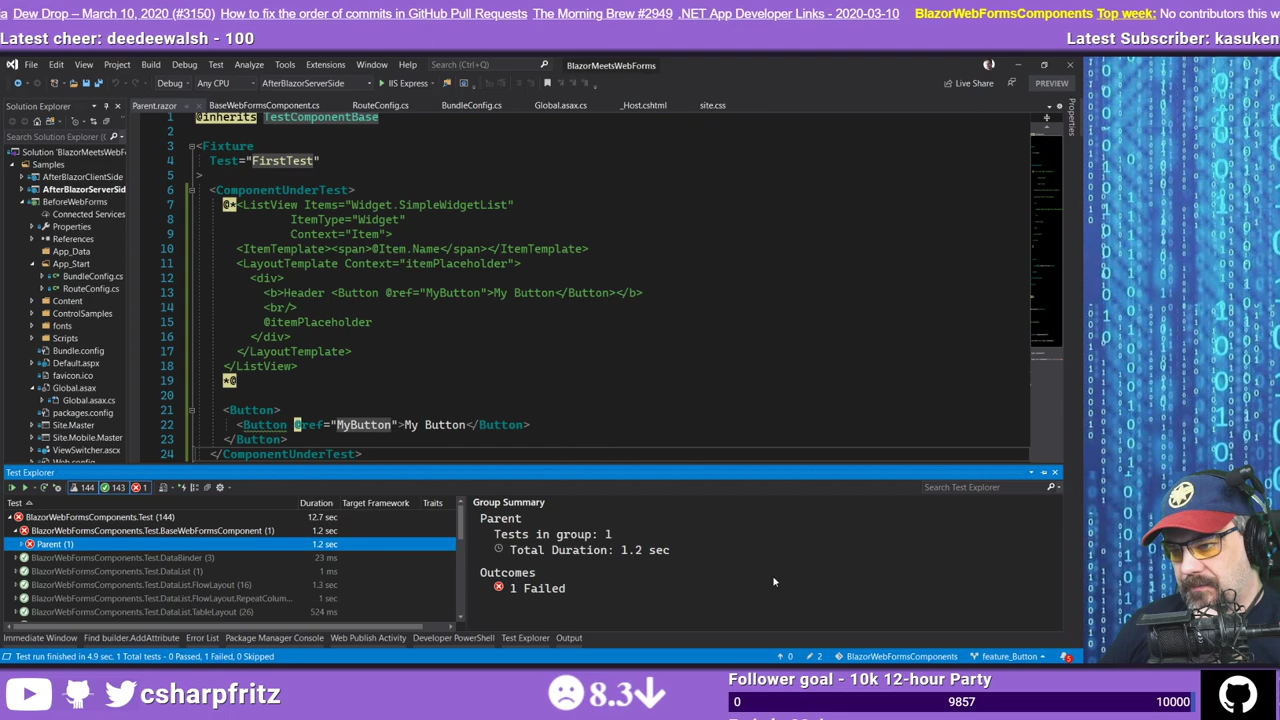 ia Dew Drop – March 10, 2020 (#3150) How to fix the order of commits in GitHub Pull Requests The Morning Brew #2949 .NET App Developer Links - 2020-03-10 BlazorWebFormsComponents Top week: No contributors this w
Latest cheer: deedeewalsh - 100
Latest Subscriber: kasuken
File Edit View Project Build Debug Test Analyze Tools Extensions Window Help Search (Ctrl+Q) BlazorMeetsWebForms
Debug Any CPU AfterBlazorServerSide IIS Express Live Share PREVIEW
Solution Explorer
Parent.razor BaseWebFormsComponent.cs RouteConfig.cs BundleConfig.cs Global.asax.cs _Host.cshtml site.css
Properties
Search Solution Explorer (Ctrl+
Solution 'BlazorMeetsWebF
Samples
AfterBlazorClientSide
AfterBlazorServerSid
BeforeWebForms
Connected Services
Properties
References
App_Data
App_Start
BundleConfig.cs
RouteConfig.cs
Content
ControlSamples
fonts
Scripts
Bundle.config
Default.aspx
favicon.ico
Global.asax
Global.asax.cs
packages.config
Site.Master
Site.Mobile.Master
ViewSwitcher.ascx
Web.config
1 @inherits TestComponentBase
2
3 <Fixture
4 Test="FirstTest"
5 >
6 <ComponentUnderTest>
7 @*<ListView Items="Widget.SimpleWidgetList"
8 ItemType="Widget"
9 Context="Item">
10 <ItemTemplate><span>@Item.Name</span></ItemTemplate>
11 <LayoutTemplate Context="itemPlaceholder">
12 <div>
13 <b>Header <Button @ref="MyButton">My Button</Button></b>
14 <br/>
15 @itemPlaceholder
16 </div>
17 </LayoutTemplate>
18 </ListView>
19 *@
20
21 <Button>
22 <Button @ref="MyButton">My Button</Button>
23 </Button>
24 </ComponentUnderTest>
Test Explorer
144 143 1
Search Test Explorer
Test Duration Target Framework Traits
BlazorWebFormsComponents.Test (144) 12.7 sec
BlazorWebFormsComponents.Test.BaseWebFormsComponent (1) 1.2 sec
Parent (1) 1.2 sec
BlazorWebFormsComponents.Test.DataBinder (3) 23 ms
BlazorWebFormsComponents.Test.DataList (1) 1.1 sec
BlazorWebFormsComponents.Test.DataList.FlowLayout (16) 1.3 sec
BlazorWebFormsComponents.Test.DataList.FlowLayout.RepeatColum...
BlazorWebFormsComponents.Test.DataList.TableLayout (26) 524 ms
Group Summary
Parent
Tests in group: 1
Total Duration: 1.2 sec
Outcomes
1 Failed
Immediate Window Find builder.AddAttribute Error List Package Manager Console Web Publish Activity Developer PowerShell Test Explorer Output
Test run finished in 4.9 sec. 1 Total tests - 0 Passed, 1 Failed, 0 Skipped
0 2 BlazorWebFormsComponents feature_Button 5
csharpfritz
8.3
Follower goal - 10k 12-hour Party
0 9857 10000